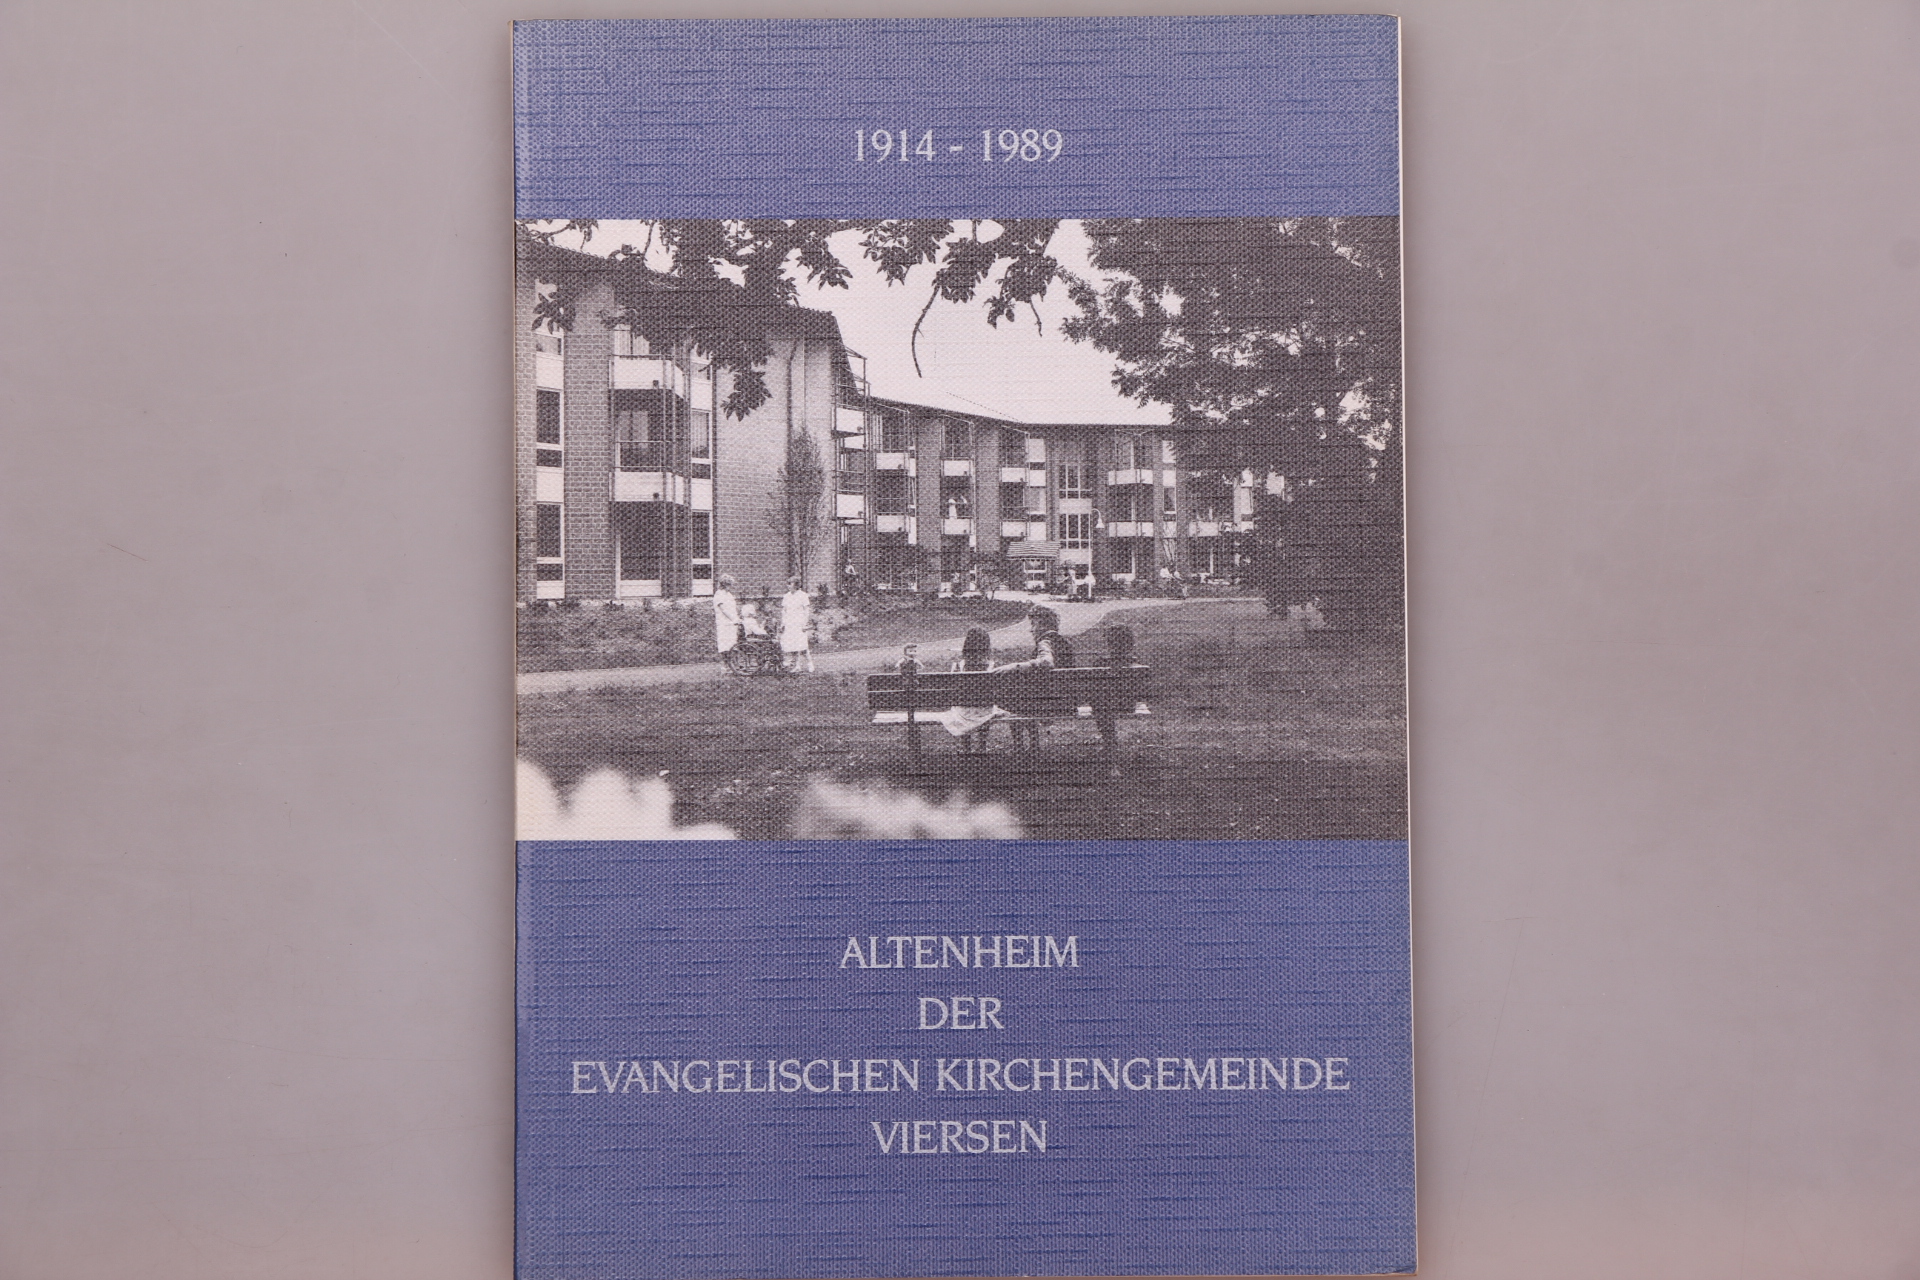 1914 - 1989
ALTENHEIM
DER
EVANGELISCHEN KIRCHENGEMEINDE
VIERSEN